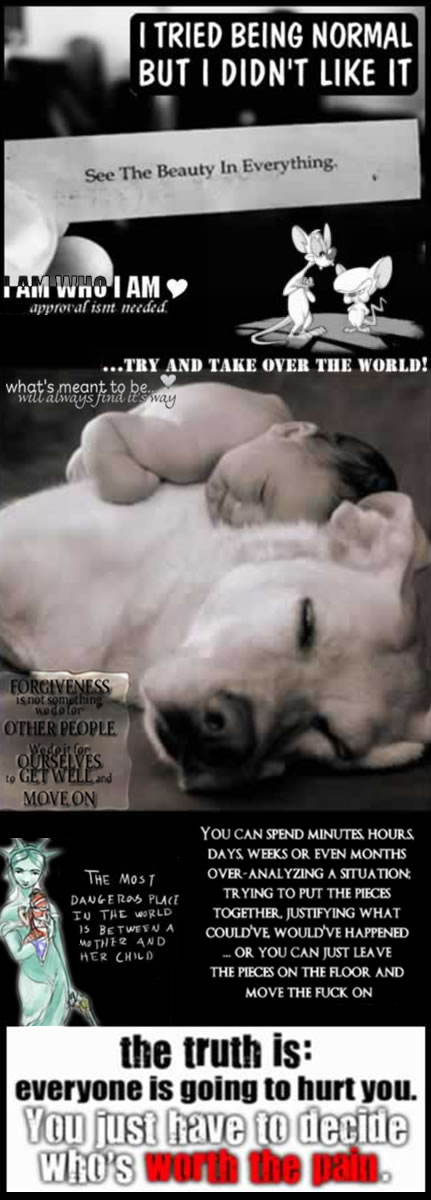 I TRIED BEING NORMAL
BUT I DIDN'T LIKE IT
See The Beauty In Everything.
I AM WHO I AM
approval isnt needed.
...TRY AND TAKE OVER THE WORLD!
what's meant to be...
will always find it's way
FORGIVENESS
is not something
we do for
OTHER PEOPLE
We do it for
OURSELVES
to GET WELL and
MOVE ON
THE MOST
DANGEROUS PLACE
IN THE WORLD
IS BETWEEN A
MOTHER AND
HER CHILD
YOU CAN SPEND MINUTES, HOURS,
DAYS, WEEKS OR EVEN MONTHS
OVER-ANALYZING A SITUATION;
TRYING TO PUT THE PIECES
TOGETHER, JUSTIFYING WHAT
COULD'VE, WOULD'VE HAPPENED
... OR YOU CAN JUST LEAVE
THE PIECES ON THE FLOOR AND
MOVE THE FUCK ON
the truth is:
everyone is going to hurt you.
You just have to decide
who's worth the pain.